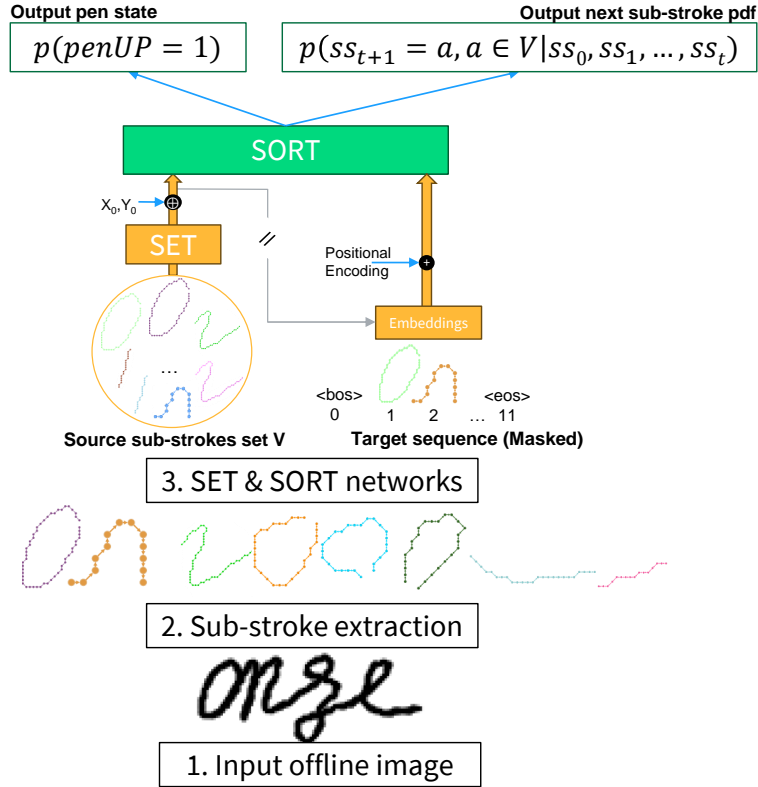 Output pen state
Output next sub-stroke pdf
p(penUP = 1)
p(ss_{t+1} = a, a ∈ V|ss_0, ss_1, … , ss_t)
SORT
X_0,Y_0
SET
//
Positional
Encoding
+
Embeddings
...
<bos>
<eos>
0 1 2 ... 11
Source sub-strokes set V
Target sequence (Masked)
3. SET & SORT networks
2. Sub-stroke extraction
onze
1. Input offline image